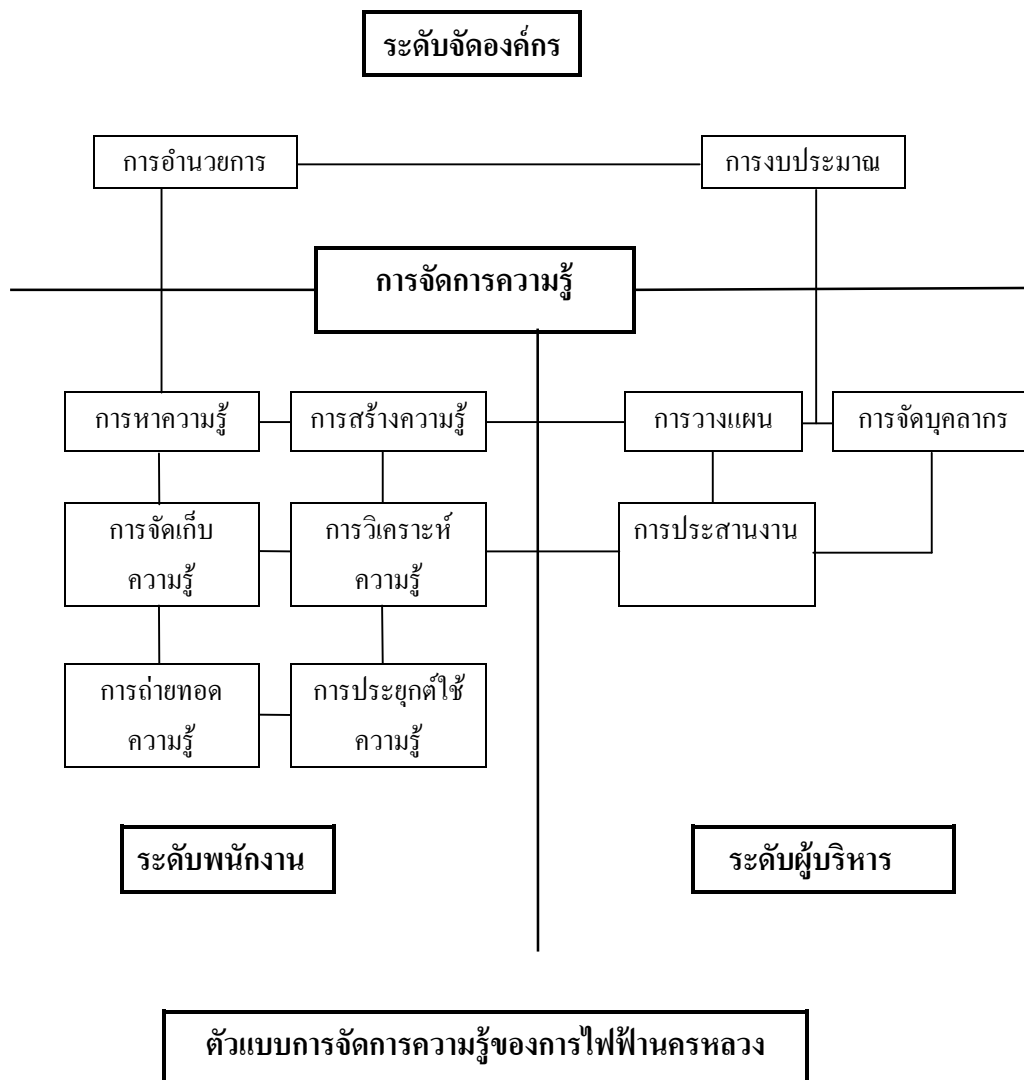 ระดับจัดองค์กร
การอำนวยการ
การงบประมาณ
การจัดการความรู้
การหาความรู้
การสร้างความรู้
การวางแผน
การจัดบุคลากร
การจัดเก็บ
ความรู้
การวิเคราะห์
ความรู้
การประสานงาน
การถ่ายทอด
ความรู้
การประยุกต์ใช้
ความรู้
ระดับพนักงาน
ระดับผู้บริหาร
ตัวแบบการจัดการความรู้ของการไฟฟ้านครหลวง